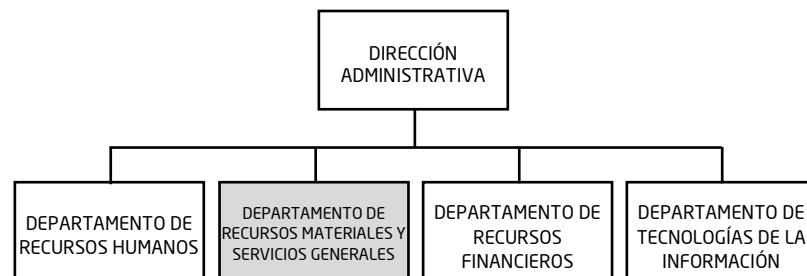 DIRECCIÓN
ADMINISTRATIVA
DEPARTAMENTO DE
RECURSOS HUMANOS
DEPARTAMENTO DE
RECURSOS MATERIALES Y
SERVICIOS GENERALES
DEPARTAMENTO DE
RECURSOS
FINANCIEROS
DEPARTAMENTO DE
TECNOLOGÍAS DE LA
INFORMACIÓN